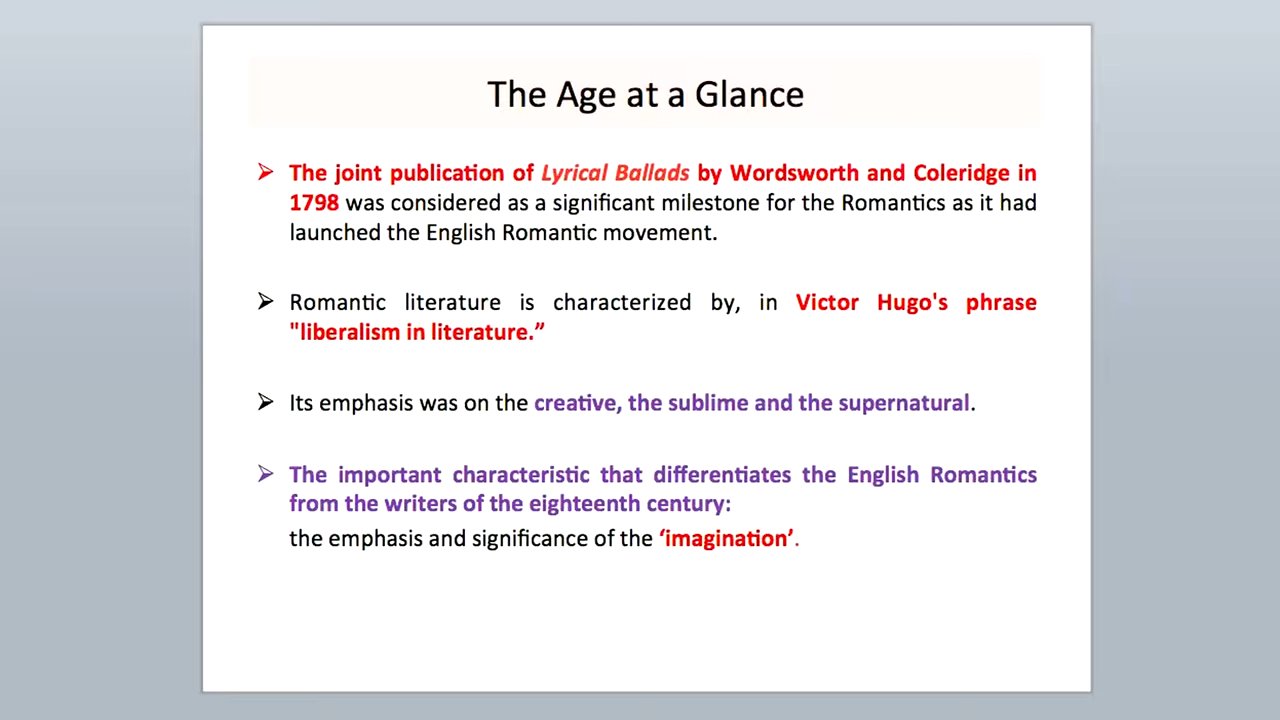 The Age at a Glance
The joint publication of Lyrical Ballads by Wordsworth and Coleridge in
1798 was considered as a significant milestone for the Romantics as it had
launched the English Romantic movement.
Romantic literature is characterized by, in Victor Hugo's phrase
"liberalism in literature.”
Its emphasis was on the creative, the sublime and the supernatural.
The important characteristic that differentiates the English Romantics
from the writers of the eighteenth century:
the emphasis and significance of the ‘imagination’.